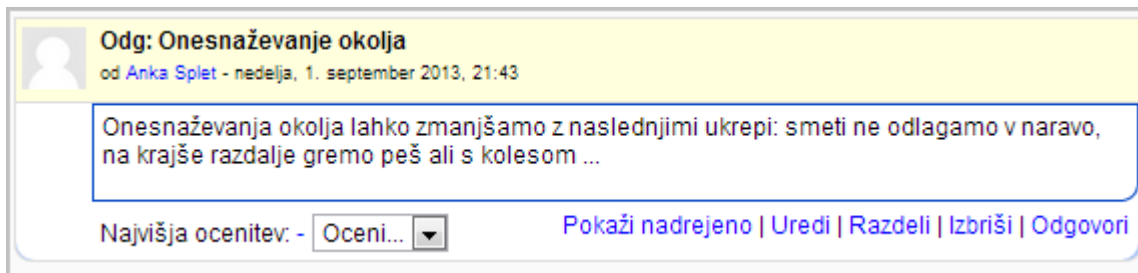 Odg: Onesnaževanje okolja
od Anka Splet - nedelja, 1. september 2013, 21:43
Onesnaževanja okolja lahko zmanjšamo z naslednjimi ukrepi: smeti ne odlagamo v naravo,
na krajše razdalje gremo peš ali s kolesom ...
Najvišja ocenitev: - Oceni... Pokaži nadrejeno | Uredi | Razdeli | Izbriši | Odgovori